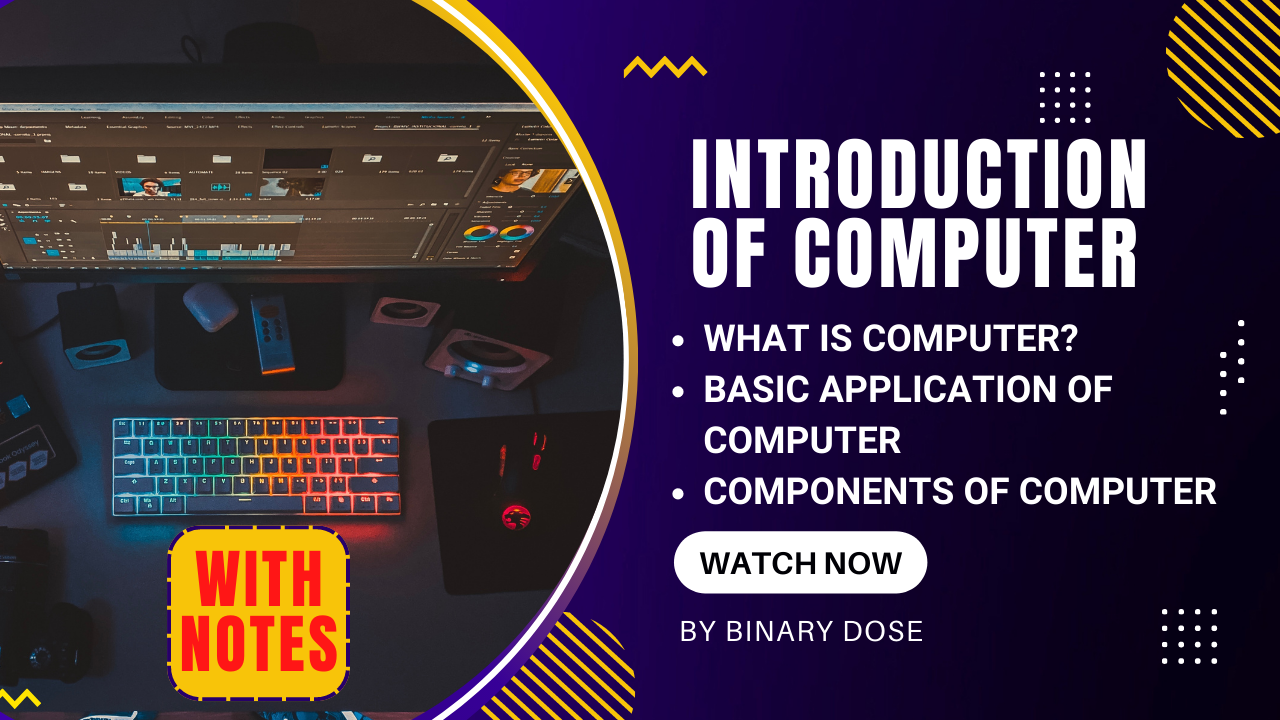 INTRODUCTION
OF COMPUTER
WHAT IS COMPUTER?
BASIC APPLICATION OF
COMPUTER
COMPONENTS OF COMPUTER
WATCH NOW
BY BINARY DOSE
WITH
NOTES